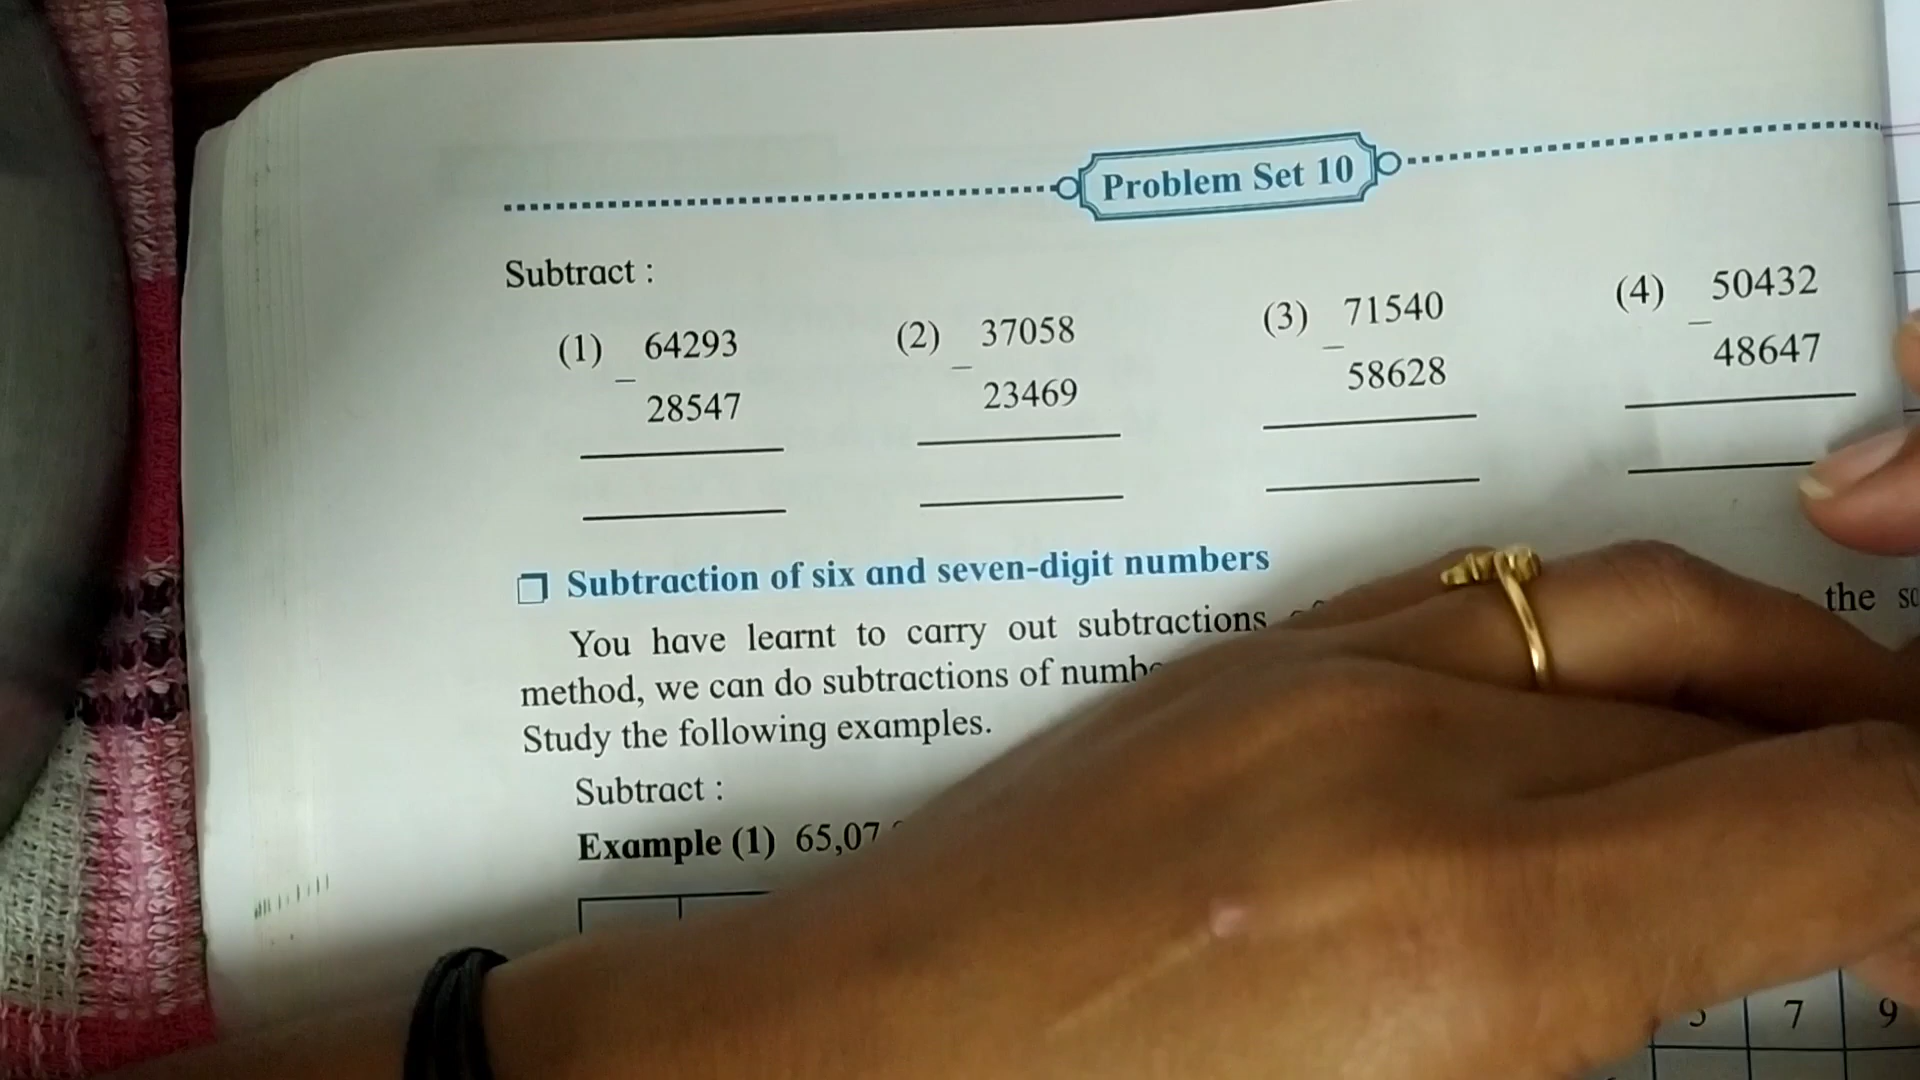 Problem Set 10
Subtract :
(1) 64293 (2) 37058 (3) 71540 (4) 50432
– – – –
28547 23469 58628 48647
Subtraction of six and seven-digit numbers
You have learnt to carry out subtractions the
method, we can do subtractions of
Study the following examples.
Subtract :
Example (1) 65,07
7 9